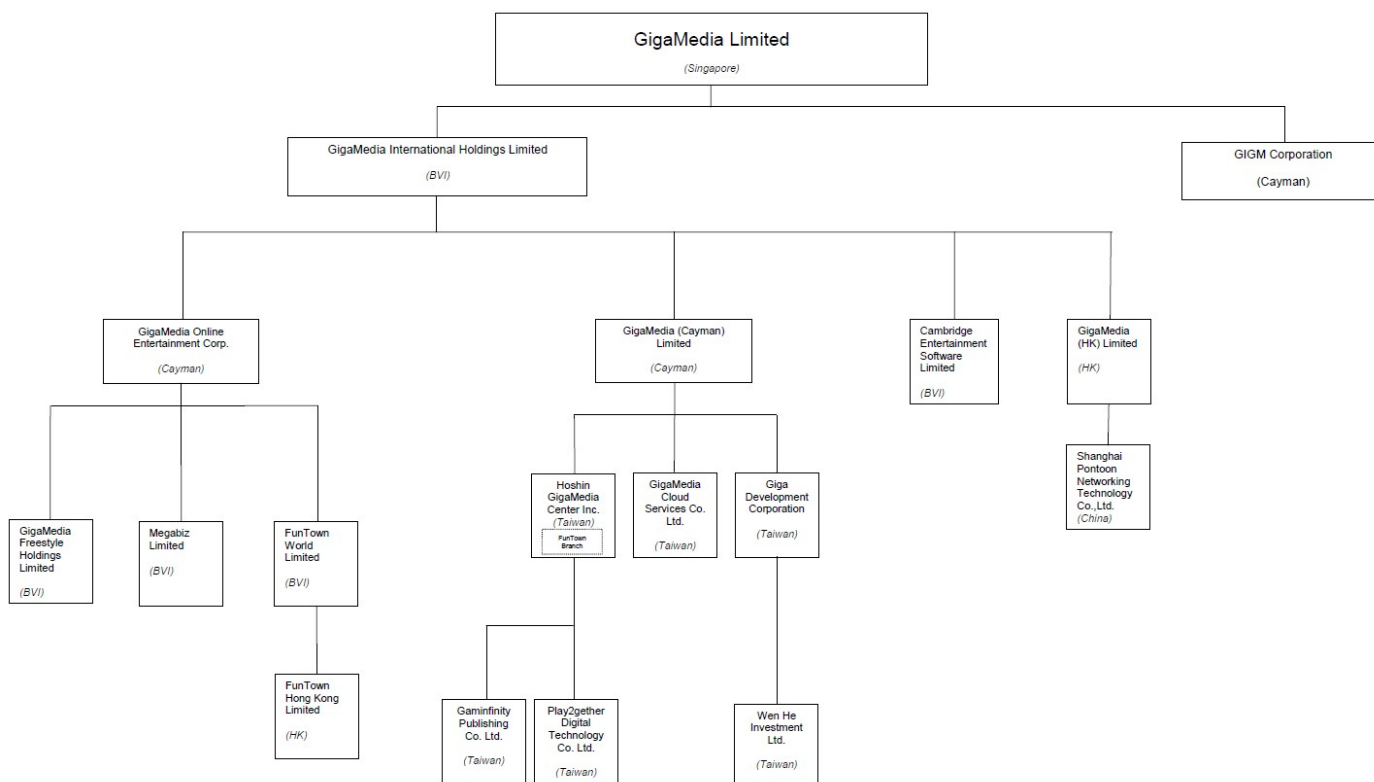 GigaMedia Limited
(Singapore)
GigaMedia International Holdings Limited
(BVI)
GIGM Corporation
(Cayman)
GigaMedia Online
Entertainment Corp.
(Cayman)
GigaMedia (Cayman)
Limited
(Cayman)
Cambridge
Entertainment
Software
Limited
(BVI)
GigaMedia
(HK) Limited
(HK)
Shanghai
Pontoon
Networking
Technology
Co.,Ltd.
(China)
Hoshin
GigaMedia
Center Inc.
(Taiwan)
FunTown
Branch
GigaMedia
Cloud
Services Co.
Ltd.
(Taiwan)
Giga
Development
Corporation
(Taiwan)
GigaMedia
Freestyle
Holdings
Limited
(BVI)
Megabiz
Limited
(BVI)
FunTown
World
Limited
(BVI)
FunTown
Hong Kong
Limited
(HK)
Gaminfinity
Publishing
Co. Ltd.
(Taiwan)
Play2gether
Digital
Technology
Co. Ltd.
(Taiwan)
Wen He
Investment
Ltd.
(Taiwan)